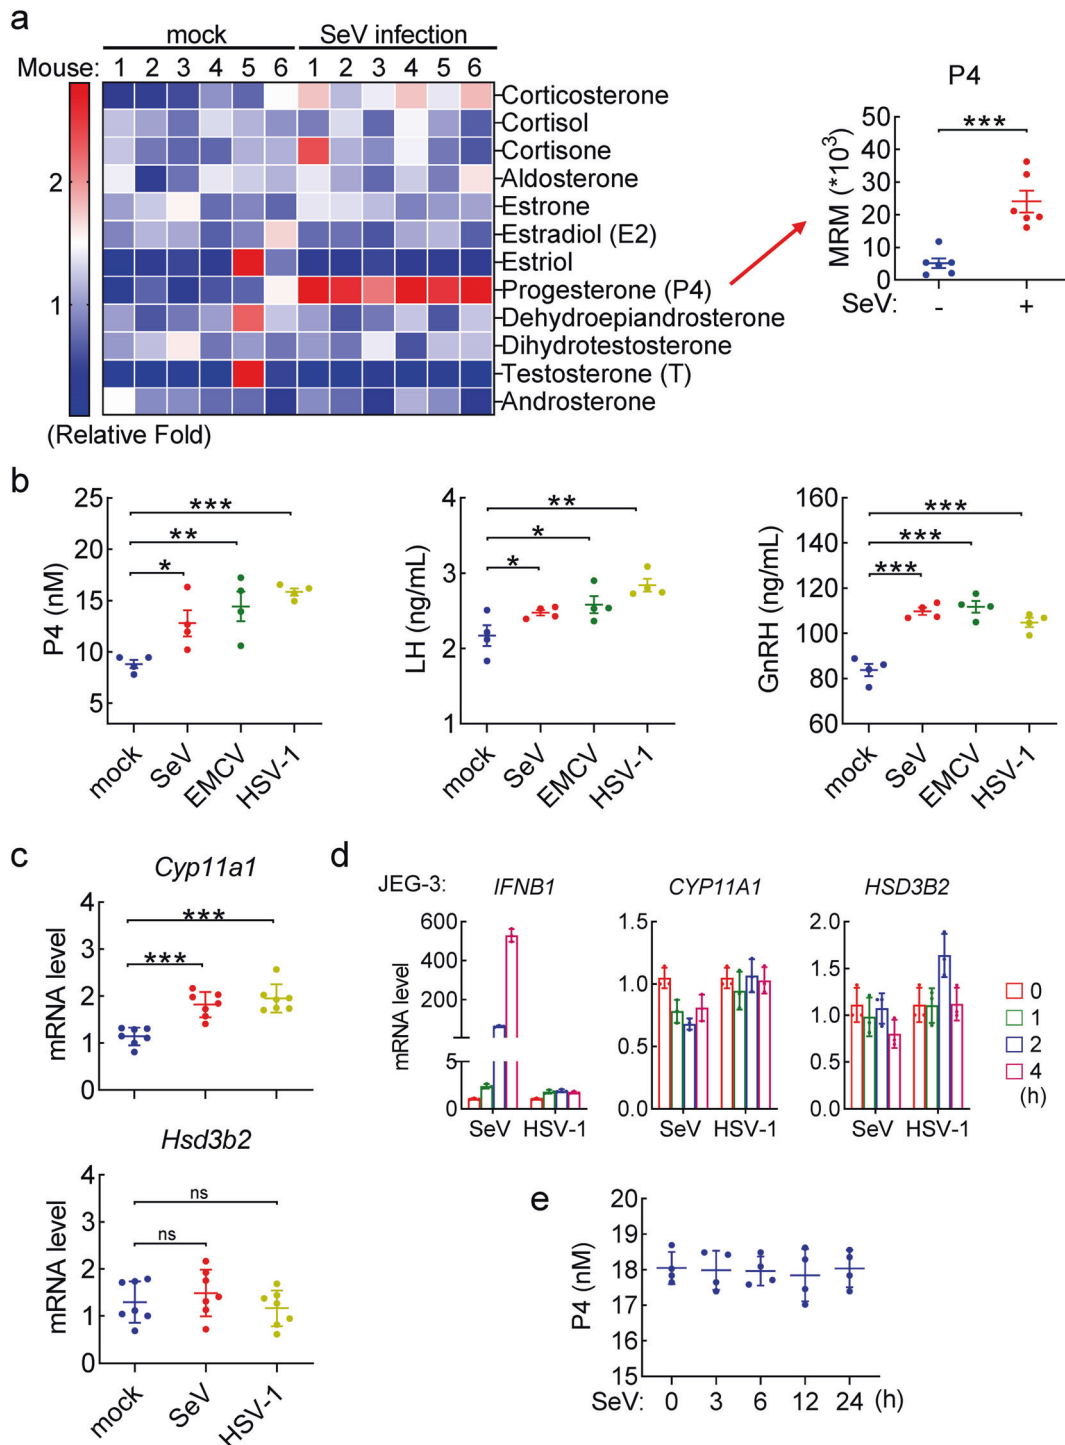 a
mock SeV infection
Mouse: 1 2 3 4 5 6 1 2 3 4 5 6
Corticosterone
Cortisol
Cortisone
2
Aldosterone
Estrone
Estradiol (E2)
Estriol
1
Progesterone (P4)
Dehydroepiandrosterone
Dihydrotestosterone
Testosterone (T)
Androsterone
(Relative Fold)
P4
MRM (*10³)
50
40
30
20
10
0
***
SeV: - +
b
P4 (nM)
25
20
15
10
5
***
**
*
mock SeV EMCV HSV-1
LH (ng/mL)
4
3
2
1
**
*
*
mock SeV EMCV HSV-1
GnRH (ng/mL)
160
140
120
100
80
60
***
***
***
mock SeV EMCV HSV-1
c
Cyp11a1
mRNA level
4
3
2
1
0
***
***
Hsd3b2
mRNA level
4
3
2
1
0
ns
ns
mock SeV HSV-1
d
JEG-3: IFNB1 CYP11A1 HSD3B2
mRNA level
600
400
200
5
0
SeV HSV-1
1.5
1.0
0.5
0.0
SeV HSV-1
2.0
1.5
1.0
0.5
0.0
SeV HSV-1
0
1
2
4
(h)
e
P4 (nM)
20
19
18
17
16
15
SeV: 0 3 6 12 24 (h)